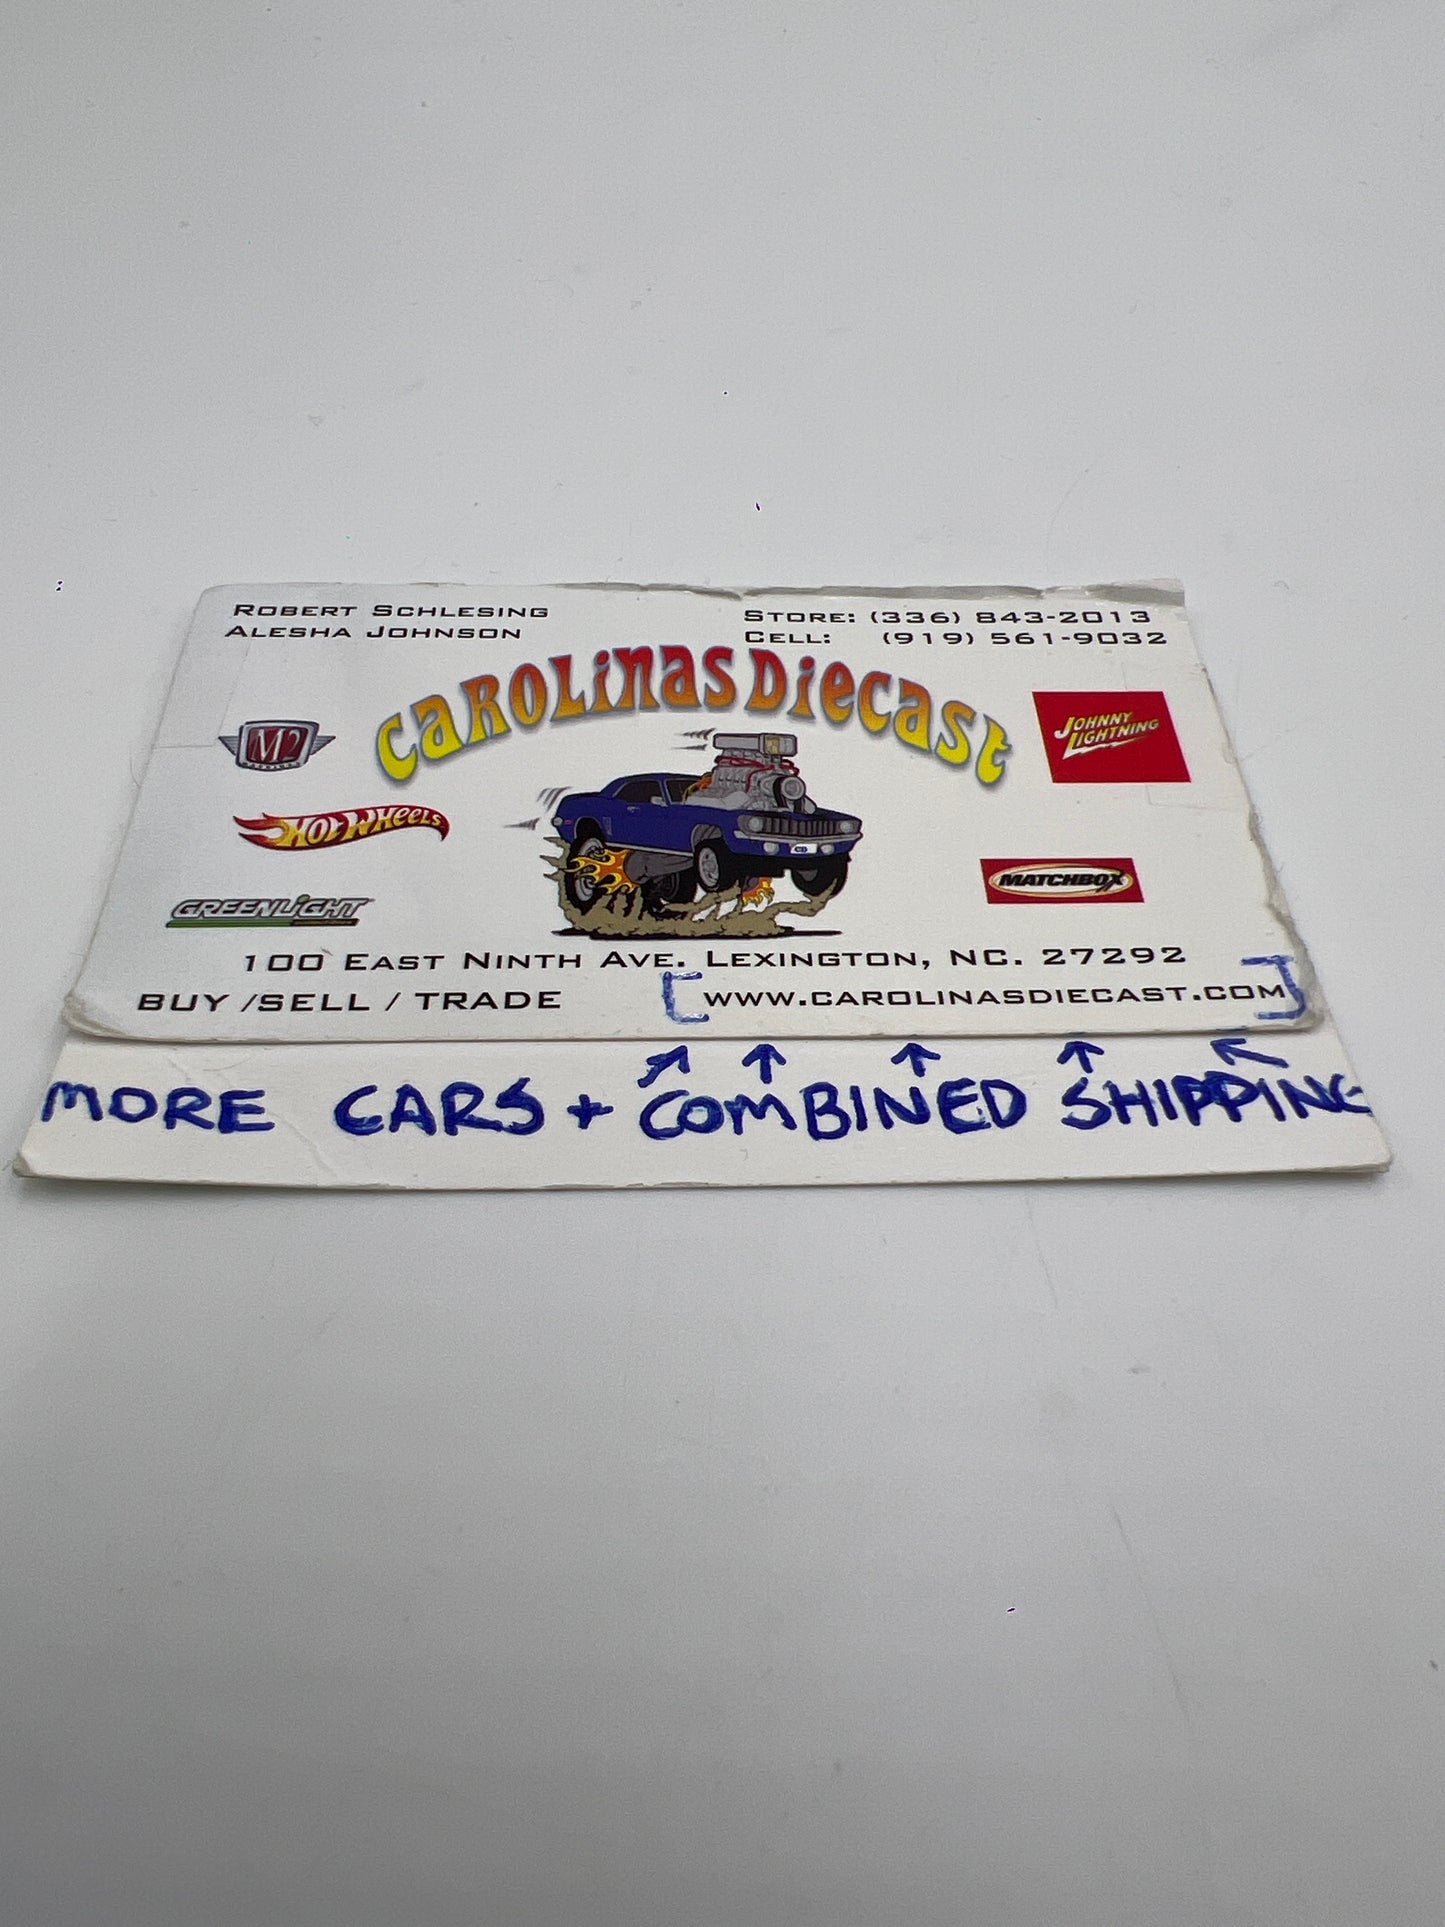 ROBERT SCHLESING
ALESHA JOHNSON
STORE: (336) 843-2013
CELL: (919) 561-9032
CAROLINAS DIECAST
M2
JOHNNY
LIGHTNING
HOT WHEELS
MATCHBOX
GREENLIGHT
100 EAST NINTH AVE. LEXINGTON, NC. 27292
BUY /SELL / TRADE
[WWW.CAROLINASDIECAST.COM]
MORE CARS + COMBINED SHIPPING